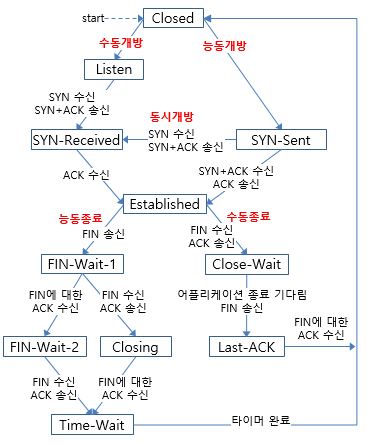 start
Closed
수동개방
능동개방
Listen
SYN 수신
SYN+ACK 송신
동시개방
SYN-Received
SYN 수신
SYN+ACK 송신
SYN-Sent
ACK 수신
SYN+ACK 수신
ACK 송신
Established
능동종료
FIN 송신
수동종료
FIN 수신
ACK 송신
FIN-Wait-1
Close-Wait
FIN에 대한
ACK 수신
FIN 수신
ACK 송신
어플리케이션 종료 기다림
FIN 송신
FIN-Wait-2
Closing
Last-ACK
FIN에 대한
ACK 수신
FIN 수신
ACK 송신
FIN에 대한
ACK 수신
Time-Wait
타이머 완료